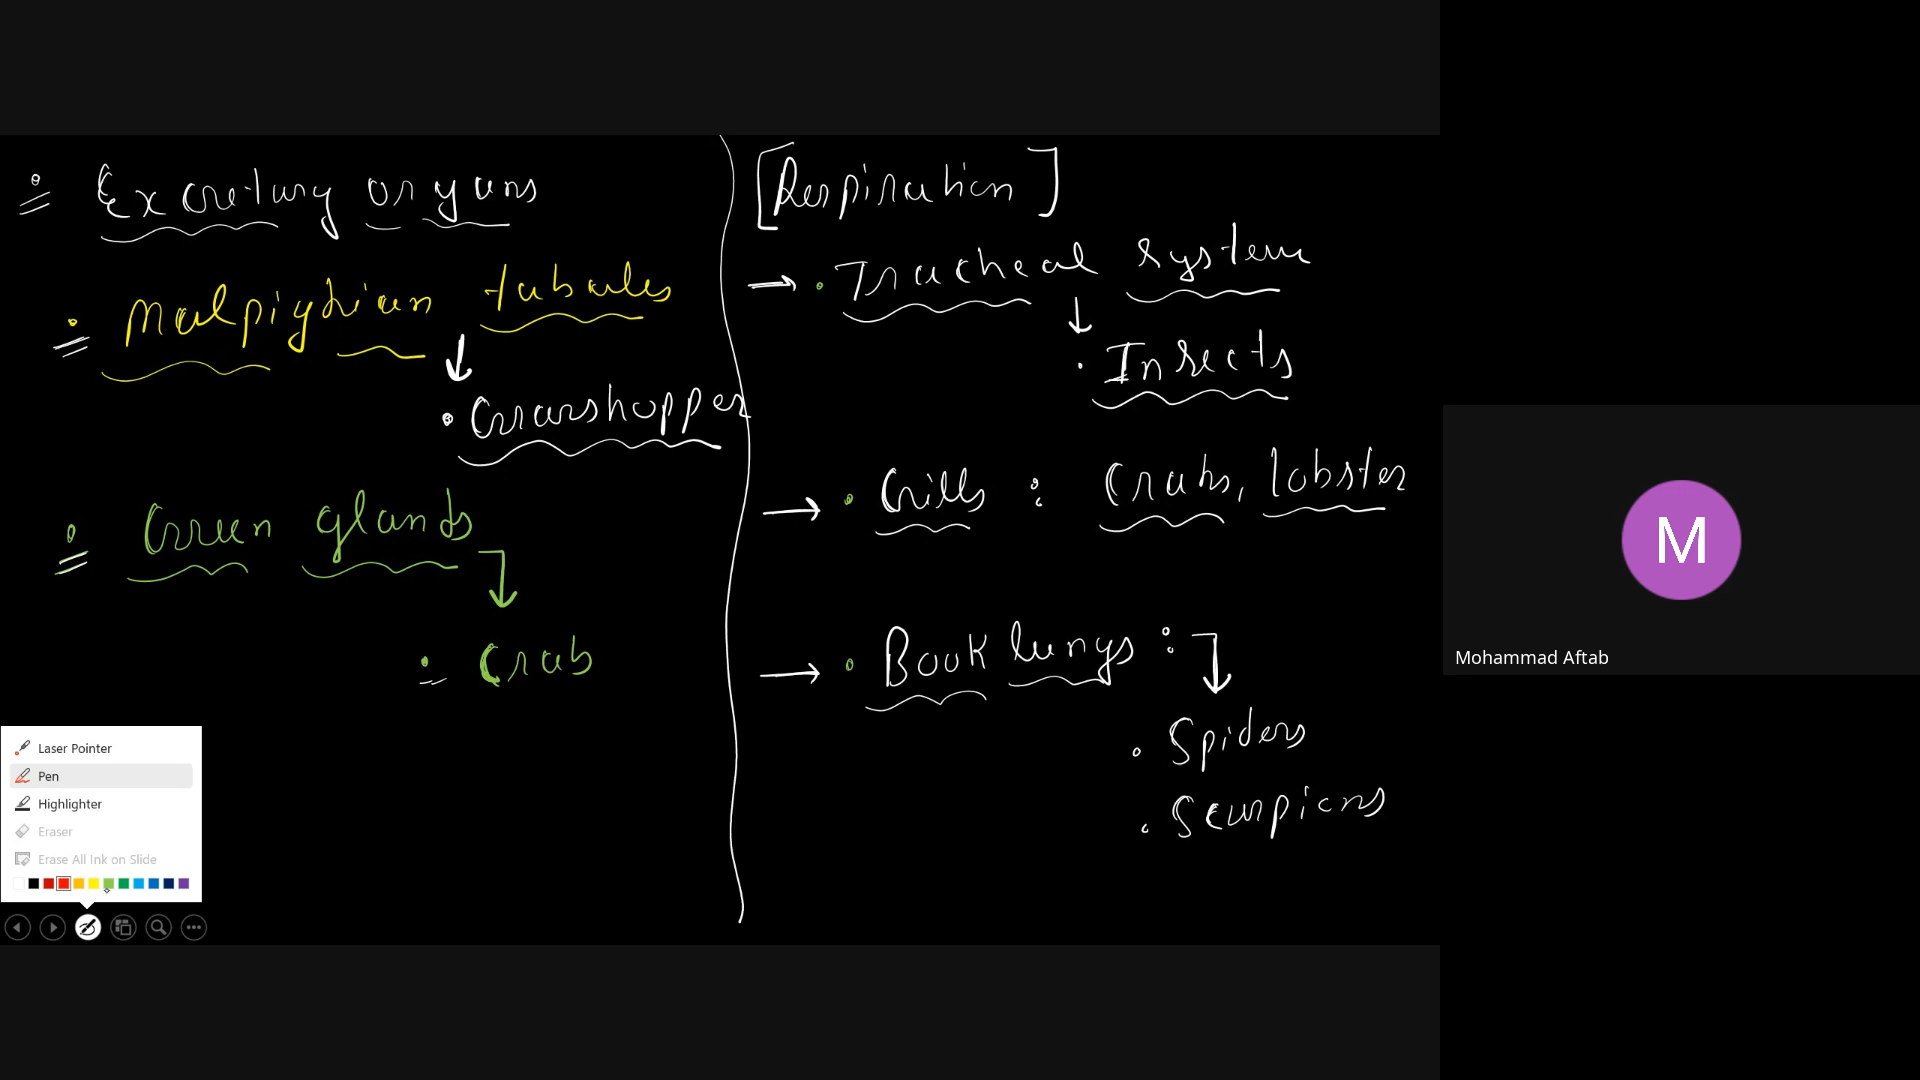 Excretory organs
Malpighian tubules
Grasshopper
Green glands
Crab
[Respiration]
Tracheal system
Insects
Gills : Crabs, lobster
Book lungs :
Spiders
Scorpions
Laser Pointer
Pen
Highlighter
Eraser
Erase All Ink on Slide
M
Mohammad Aftab